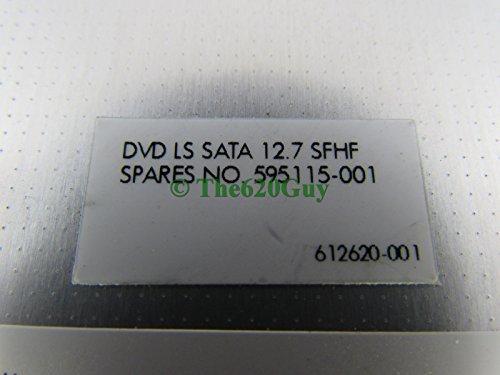 DVD LS SATA 12.7 SFHF
SPARES NO. 595115-001
© The620Guy
612620-001